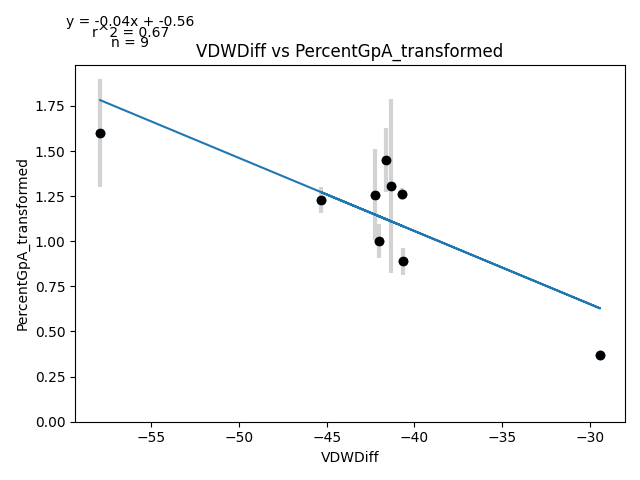 y = -0.04x + -0.56
r^2 = 0.67
n = 9
VDWDiff vs PercentGpA_transformed
PercentGpA_transformed
1.75
1.50
1.25
1.00
0.75
0.50
0.25
0.00
−55
−50
−45
−40
−35
−30
VDWDiff